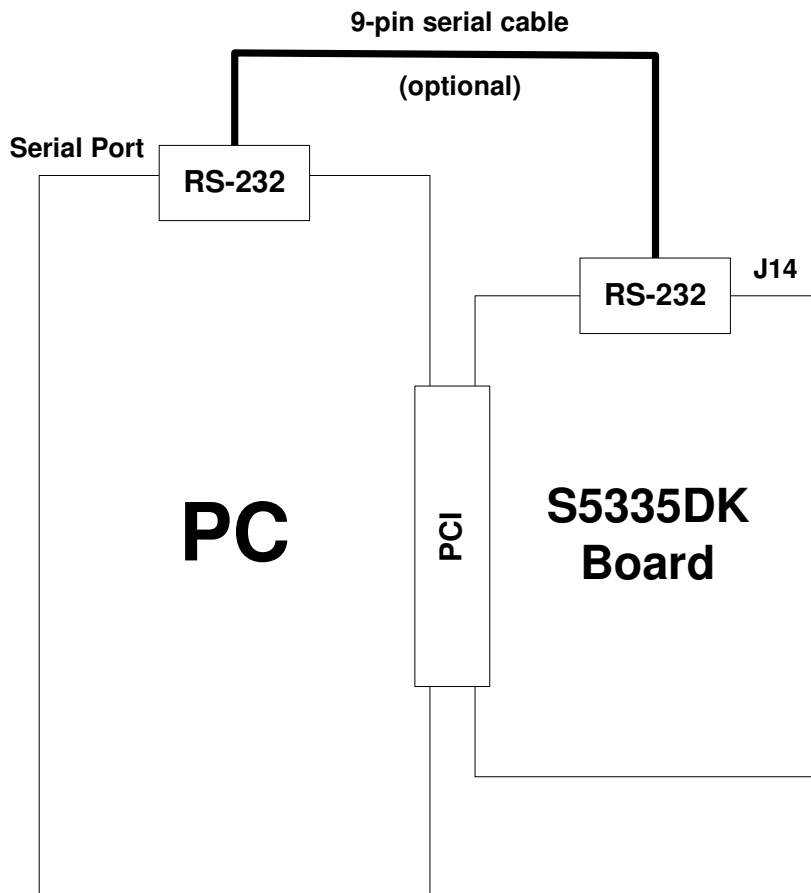 9-pin serial cable
(optional)
Serial Port
RS-232
J14
RS-232
PC
PCI
S5335DK
Board